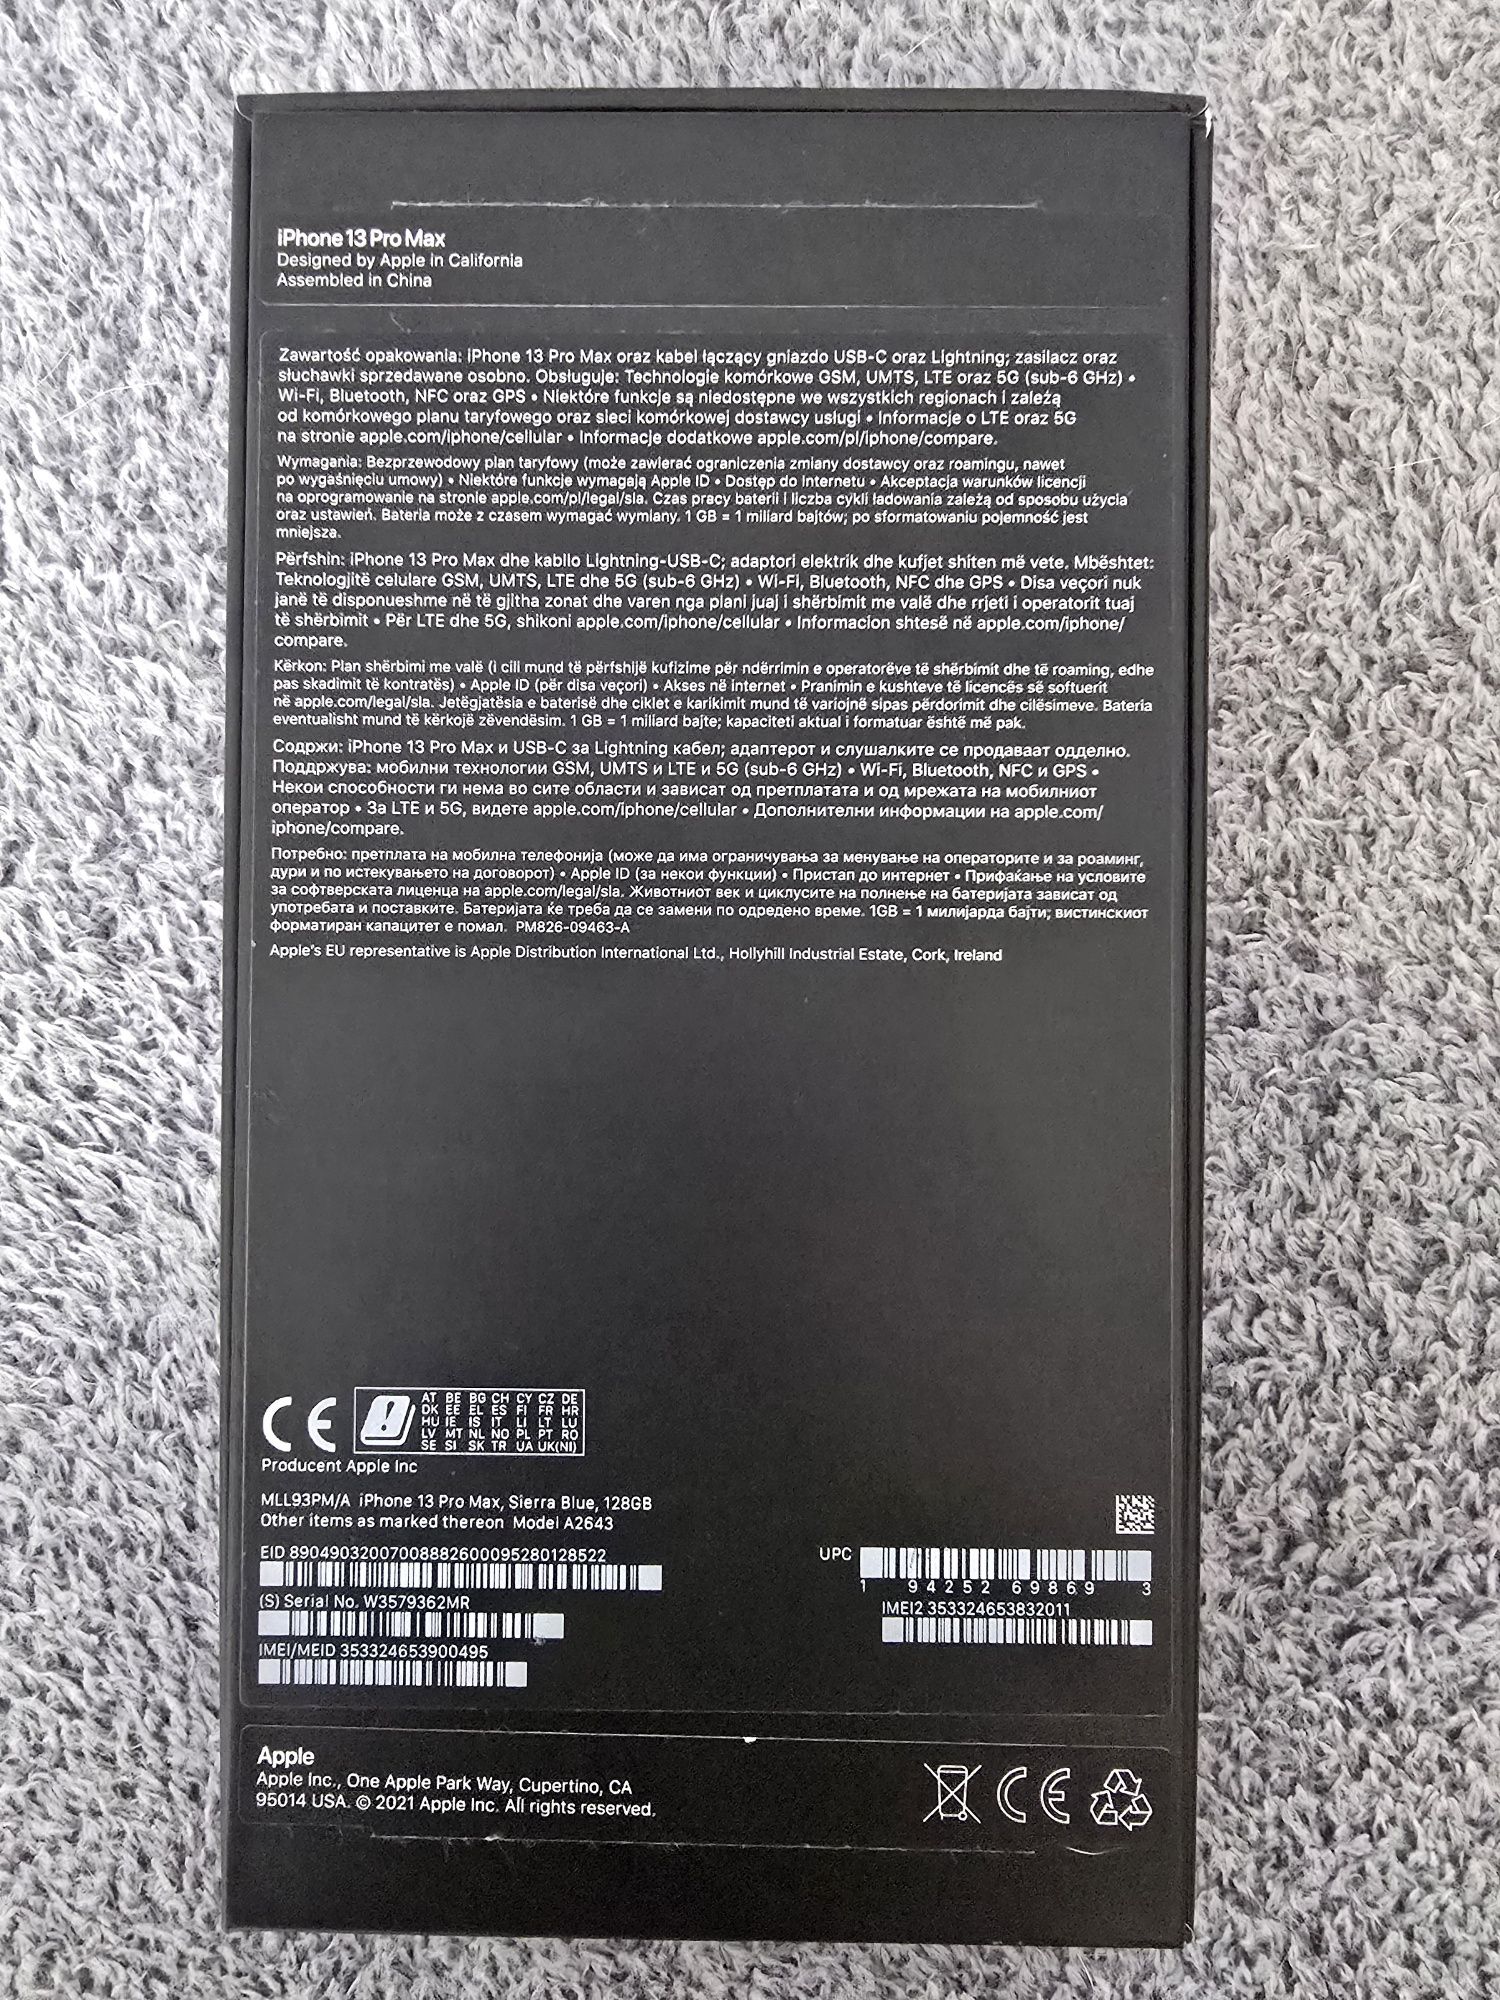 iPhone 13 Pro Max
Designed by Apple in California
Assembled in China
Zawartość opakowania: iPhone 13 Pro Max oraz kabel łączący gniazdo USB-C oraz Lightning; zasilacz oraz
słuchawki sprzedawane osobno. Obsługuje: Technologie komórkowe GSM, UMTS, LTE oraz 5G (sub-6 GHz) •
Wi-Fi, Bluetooth, NFC oraz GPS • Niektóre funkcje są niedostępne we wszystkich regionach i zależą
od komórkowego planu taryfowego oraz sieci komórkowej dostawcy usługi • Informacje o LTE oraz 5G
na stronie apple.com/iphone/cellular • Informacje dodatkowe apple.com/pl/iphone/compare.
Wymagania: Bezprzewodowy plan taryfowy (może zawierać ograniczenia zmiany dostawcy oraz roamingu, nawet
po wygaśnięciu umowy) • Niektóre funkcje wymagają Apple ID • Dostęp do Internetu • Akceptacja warunków licencji
na oprogramowanie na stronie apple.com/pl/legal/sla. Czas pracy baterii i liczba cykli ładowania zależą od sposobu użycia
oraz ustawień. Bateria może z czasem wymagać wymiany. 1 GB = 1 miliard bajtów; po sformatowaniu pojemność jest
mniejsza.
Përfshin: iPhone 13 Pro Max dhe kabllo Lightning-USB-C; adaptori elektrik dhe kufjet shiten më vete. Mbështet:
Teknologjitë celulare GSM, UMTS, LTE dhe 5G (sub-6 GHz) • Wi-Fi, Bluetooth, NFC dhe GPS • Disa veçori nuk
janë të disponueshme në të gjitha zonat dhe varen nga plani juaj i shërbimit me valë dhe rrjeti i operatorit tuaj
të shërbimit • Për LTE dhe 5G, shikoni apple.com/iphone/cellular • Informacion shtesë në apple.com/iphone/
compare.
Kërkon: Plan shërbimi me valë (i cili mund të përfshijë kufizime për ndërrimin e operatorëve të shërbimit dhe të roaming, edhe
pas skadimit të kontratës) • Apple ID (për disa veçori) • Akses në internet • Pranimin e kushteve të licencës së softuerit
në apple.com/legal/sla. Jetëgjatësia e baterisë dhe ciklet e karikimit mund të variojnë sipas përdorimit dhe cilësimeve. Bateria
eventualisht mund të kërkojë zëvendësim. 1 GB = 1 miliard bajte; kapaciteti aktual i formatuar është më pak.
Содржи: iPhone 13 Pro Max и USB-C за Lightning кабел; адаптерот и слушалките се продаваат одделно.
Поддржува: мобилни технологии GSM, UMTS и LTE и 5G (sub-6 GHz) • Wi-Fi, Bluetooth, NFC и GPS •
Некои способности ги нема во сите области и зависат од претплатата и од мрежата на мобилниот
оператор • За LTE и 5G, видете apple.com/iphone/cellular • Дополнителни информации на apple.com/
iphone/compare.
Потребно: претплата на мобилна телефонија (може да има ограничувања за менување на операторите и за роаминг,
дури и по истекувањето на договорот) • Apple ID (за некои функции) • Пристап до интернет • Прифаќање на условите
за софтверската лиценца на apple.com/legal/sla. Животниот век и циклусите на полнење на батеријата зависат од
употребата и поставките. Батеријата ќе треба да се замени по одредено време. 1GB = 1 милијарда бајти; вистинскиот
форматиран капацитет е помал. PM826-09463-A
Apple's EU representative is Apple Distribution International Ltd., Hollyhill Industrial Estate, Cork, Ireland
CE
AT BE BG CH CY CZ DE
DK EE EL ES FI FR HR
HU IE IS IT LI LT LU
LV MT NL NO PL PT RO
SE SI SK TR UA UK(NI)
Producent Apple Inc
MLL93PM/A iPhone 13 Pro Max, Sierra Blue, 128GB
Other items as marked thereon Model A2643
EID 89049032007008882600095280128522
UPC
1 94252 69869 3
(S) Serial No. W3579362MR
IMEI2 353324653832011
IMEI/MEID 353324653900495
Apple
Apple Inc., One Apple Park Way, Cupertino, CA
95014 USA. © 2021 Apple Inc. All rights reserved.
CE